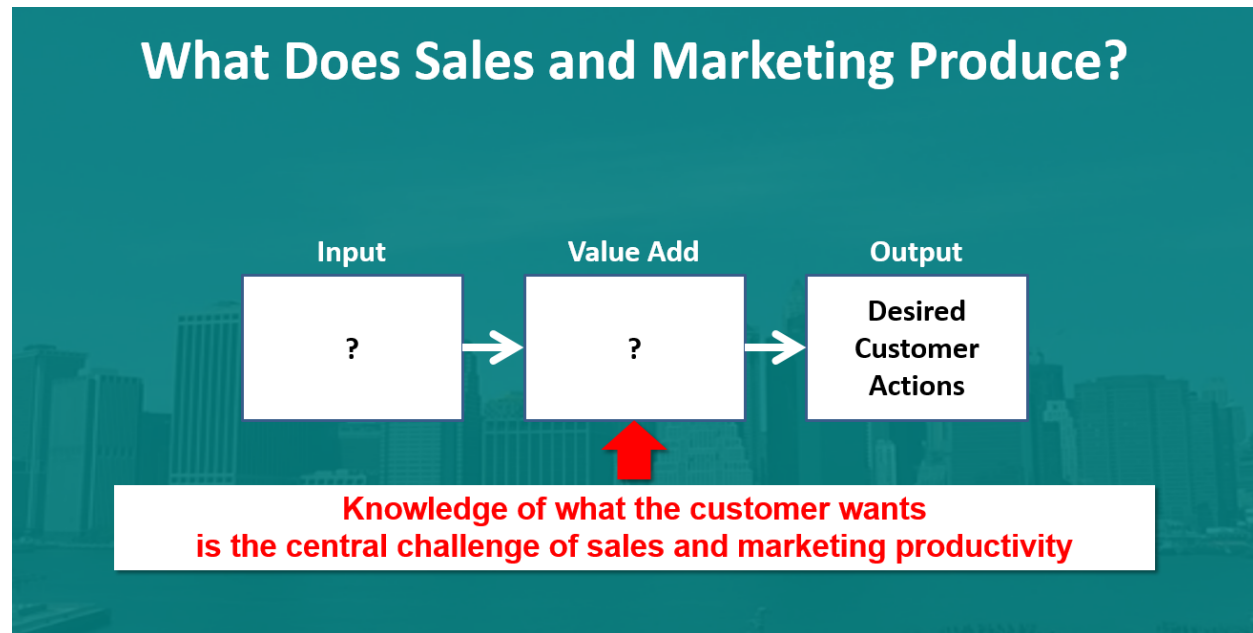 What Does Sales and Marketing Produce?
Input
Value Add
Output
?
?
Desired
Customer
Actions
Knowledge of what the customer wants
is the central challenge of sales and marketing productivity